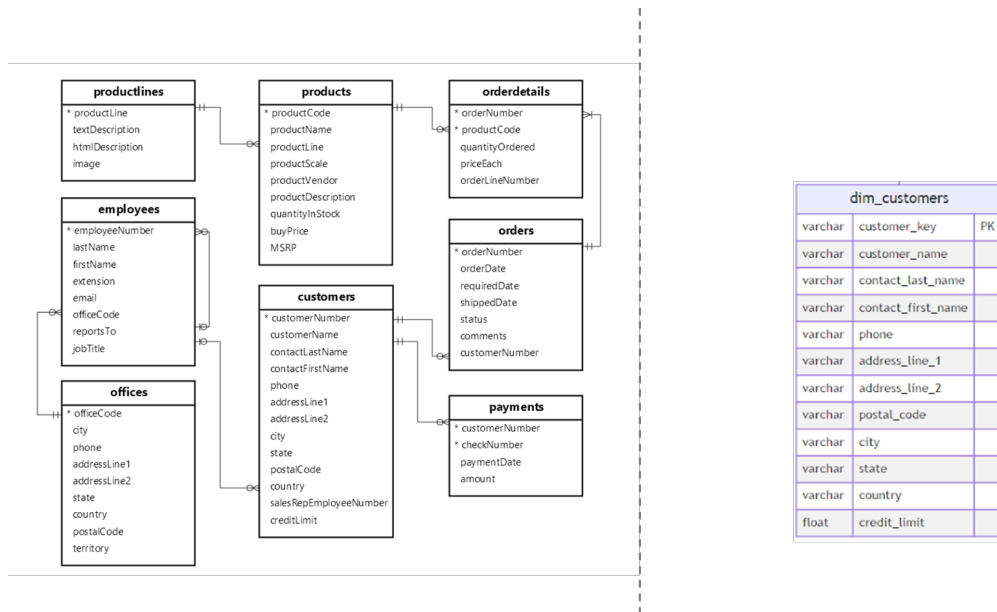 productlines
* productLine
textDescription
htmlDescription
image
products
* productCode
productName
productLine
productScale
productVendor
productDescription
quantityInStock
buyPrice
MSRP
orderdetails
* orderNumber
* productCode
quantityOrdered
priceEach
orderLineNumber
employees
* employeeNumber
lastName
firstName
extension
email
officeCode
reportsTo
jobTitle
orders
* orderNumber
orderDate
requiredDate
shippedDate
status
comments
customerNumber
customers
* customerNumber
customerName
contactLastName
contactFirstName
phone
addressLine1
addressLine2
city
state
postalCode
country
salesRepEmployeeNumber
creditLimit
offices
* officeCode
city
phone
addressLine1
addressLine2
state
country
postalCode
territory
payments
* customerNumber
* checkNumber
paymentDate
amount
dim_customers
varchar customer_key PK
varchar customer_name
varchar contact_last_name
varchar contact_first_name
varchar phone
varchar address_line_1
varchar address_line_2
varchar postal_code
varchar city
varchar state
varchar country
float credit_limit